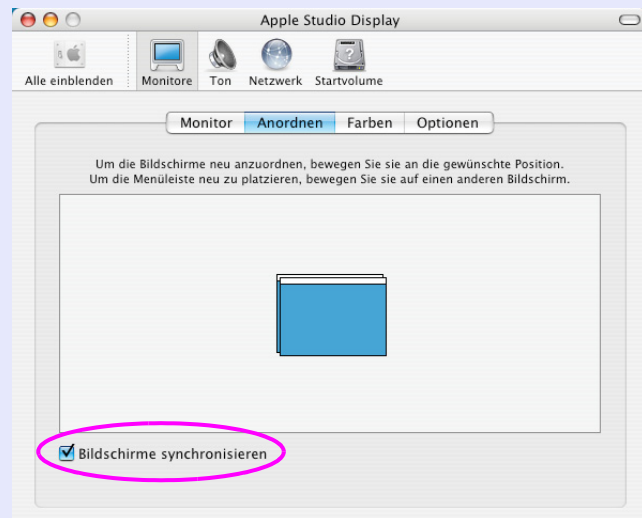 Apple Studio Display
Alle einblenden Monitore Ton Netzwerk Startvolume
Monitor Anordnen Farben Optionen
Um die Bildschirme neu anzuordnen, bewegen Sie sie an die gewünschte Position.
Um die Menüleiste neu zu platzieren, bewegen Sie sie auf einen anderen Bildschirm.
Bildschirme synchronisieren